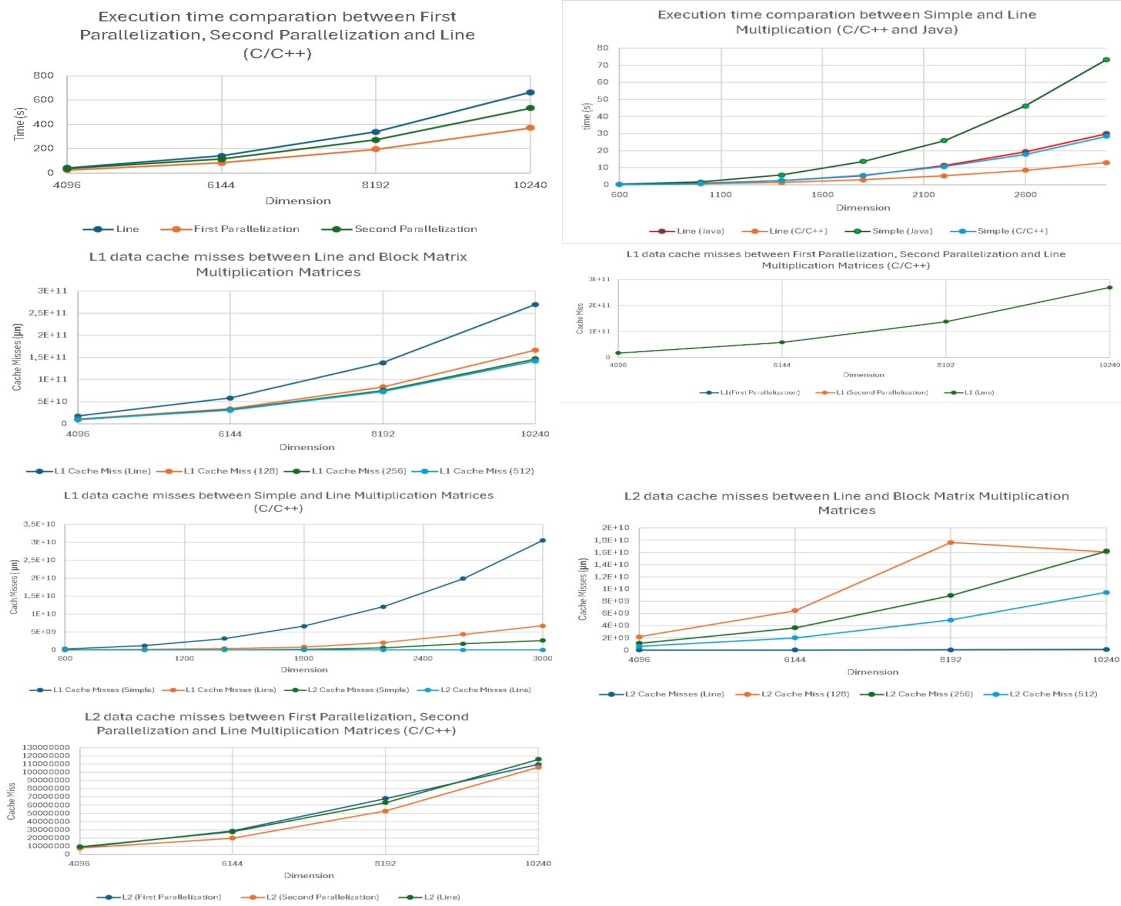 Execution time comparation between First
Parallelization, Second Parallelization and Line
(C/C++)
800
600
400
200
0
Time (s)
4096
6144
8192
10240
Dimension
Line
First Parallelization
Second Parallelization
Execution time comparation between Simple and Line
Multiplication (C/C++ and Java)
80
70
60
50
40
30
20
10
0
time (s)
600
1100
1600
2100
2600
Dimension
Line (Java)
Line (C/C++)
Simple (Java)
Simple (C/C++)
L1 data cache misses between Line and Block Matrix
Multiplication Matrices
3E+11
2,5E+11
2E+11
1,5E+11
1E+11
5E+10
0
Cache Misses (μn)
4096
6144
8192
10240
Dimension
L1 Cache Miss (Line)
L1 Cache Miss (128)
L1 Cache Miss (256)
L1 Cache Miss (512)
L1 data cache misses between First Parallelization, Second Parallelization and Line
Multiplication Matrices (C/C++)
3E+11
2E+11
1E+11
0
Cache Miss
4096
6144
8192
10240
Dimension
L1(First Parallelization)
L1 (Second Parallelization)
L1 (Line)
L1 data cache misses between Simple and Line Multiplication Matrices
(C/C++)
3,5E+10
3E+10
2,5E+10
2E+10
1,5E+10
1E+10
5E+09
0
Cach Misses (μn)
600
1200
1800
2400
3000
Dimension
L1 Cache Misses (Simple)
L1 Cache Misses (Line)
L2 Cache Misses (Simple)
L2 Cache Misses (Line)
L2 data cache misses between Line and Block Matrix Multiplication
Matrices
2E+10
1,8E+10
1,6E+10
1,4E+10
1,2E+10
1E+10
8E+09
6E+09
4E+09
2E+09
0
Cache Misses (μn)
4096
6144
8192
10240
Dimension
L2 Cache Misses (Line)
L2 Cache Miss (128)
L2 Cache Miss (256)
L2 Cache Miss (512)
L2 data cache misses between First Parallelization, Second
Parallelization and Line Multiplication Matrices (C/C++)
130000000
120000000
110000000
100000000
90000000
80000000
70000000
60000000
50000000
40000000
30000000
20000000
10000000
0
Cache Miss
4096
6144
8192
10240
Dimension
L2 (First Parallelization)
L2 (Second Parallelization)
L2 (Line)